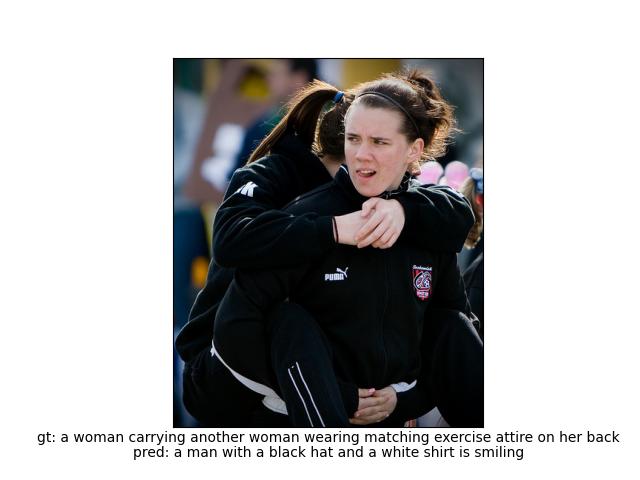 PUMA
gt: a woman carrying another woman wearing matching exercise attire on her back
pred: a man with a black hat and a white shirt is smiling